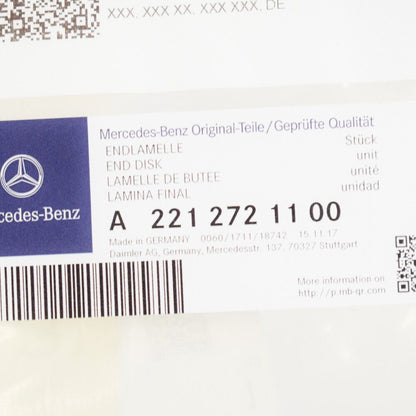 XXX. XXX XX. XXX XXX. DE
Mercedes-Benz Original-Teile/Geprüfte Qualität
ENDLAMELLE Stück
END DISK unit
LAMELLE DE BUTEE unité
LAMINA FINAL unidad
cedes-Benz
A 221 272 11 00
Made in GERMANY 0060/1711/18742 15.11.17
Daimler AG, Germany, Mercedesstr. 137, 70327 Stuttgart
More information on
http://p.mb-qr.com/